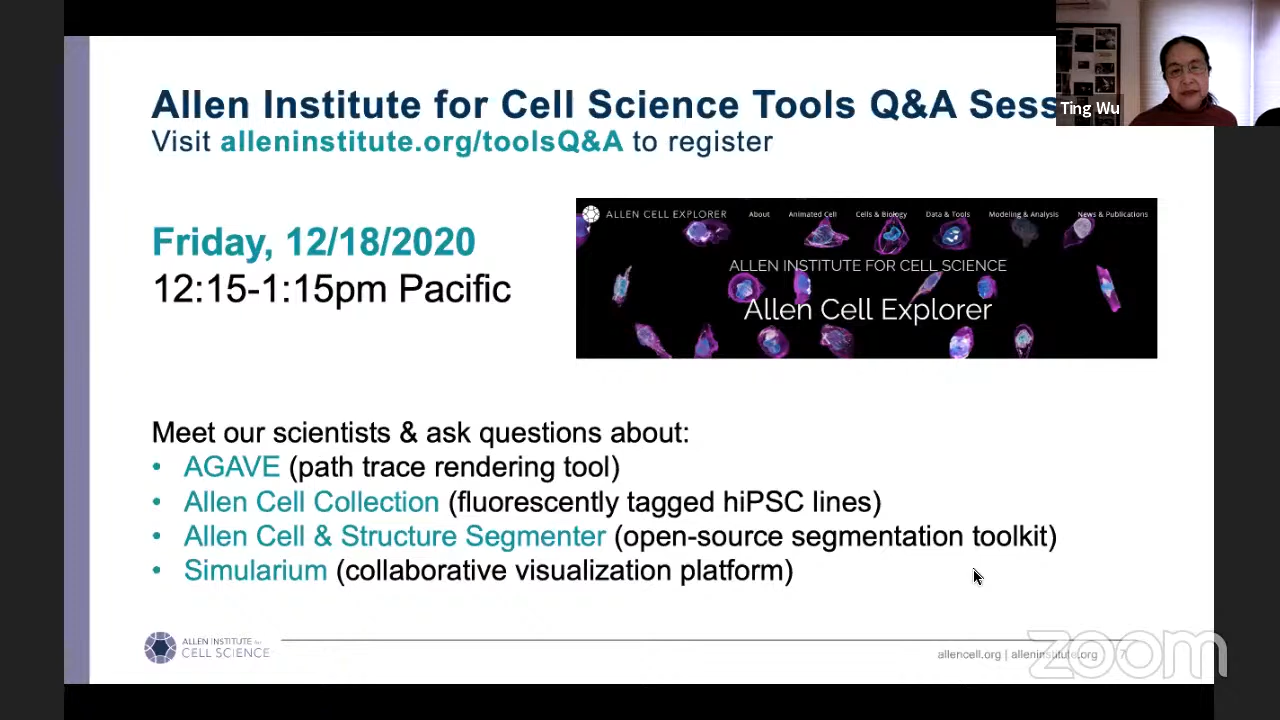 Allen Institute for Cell Science Tools Q&A Sess
Ting Wu
Visit alleninstitute.org/toolsQ&A to register
Friday, 12/18/2020
12:15-1:15pm Pacific
ALLEN CELL EXPLORER About Animated Cell Cells & Biology Data & Tools Modeling & Analysis News & Publications
ALLEN INSTITUTE FOR CELL SCIENCE
Allen Cell Explorer
Meet our scientists & ask questions about:
• AGAVE (path trace rendering tool)
• Allen Cell Collection (fluorescently tagged hiPSC lines)
• Allen Cell & Structure Segmenter (open-source segmentation toolkit)
• Simularium (collaborative visualization platform)
ALLEN INSTITUTE for
CELL SCIENCE
allencell.org | alleninstitute.org 7
zoom